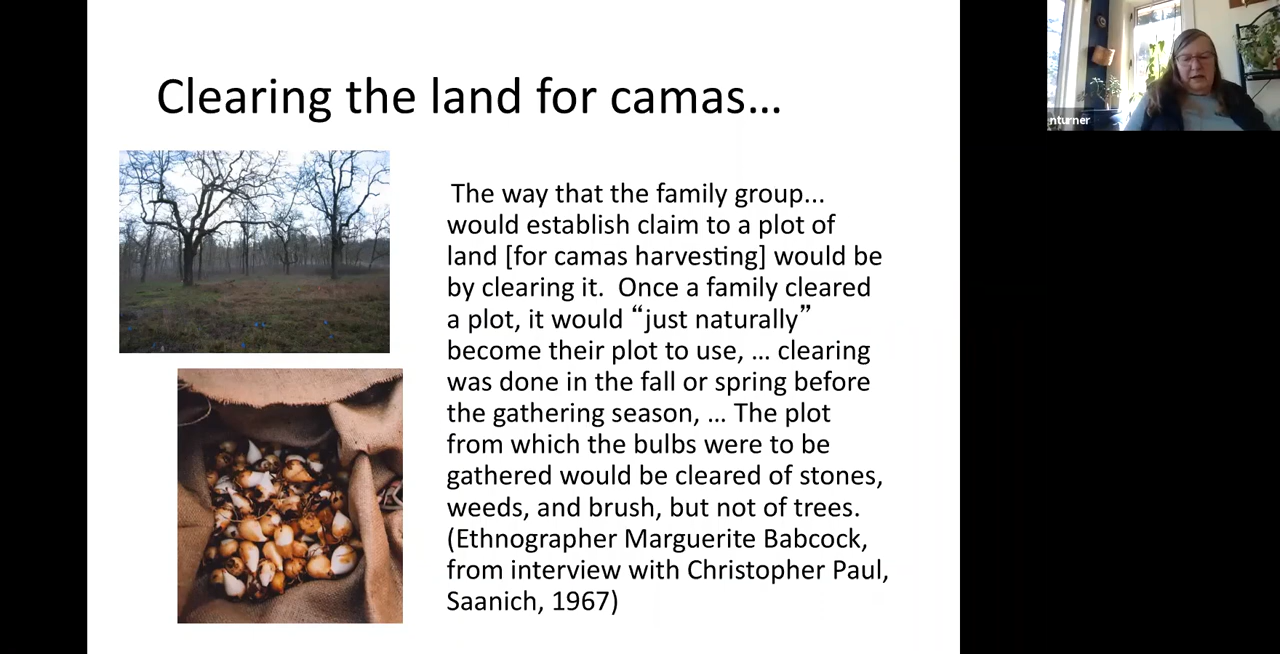 Clearing the land for camas...
nturner
The way that the family group...
would establish claim to a plot of
land [for camas harvesting] would be
by clearing it.  Once a family cleared
a plot, it would “just naturally”
become their plot to use, ... clearing
was done in the fall or spring before
the gathering season, ... The plot
from which the bulbs were to be
gathered would be cleared of stones,
weeds, and brush, but not of trees.
(Ethnographer Marguerite Babcock,
from interview with Christopher Paul,
Saanich, 1967)